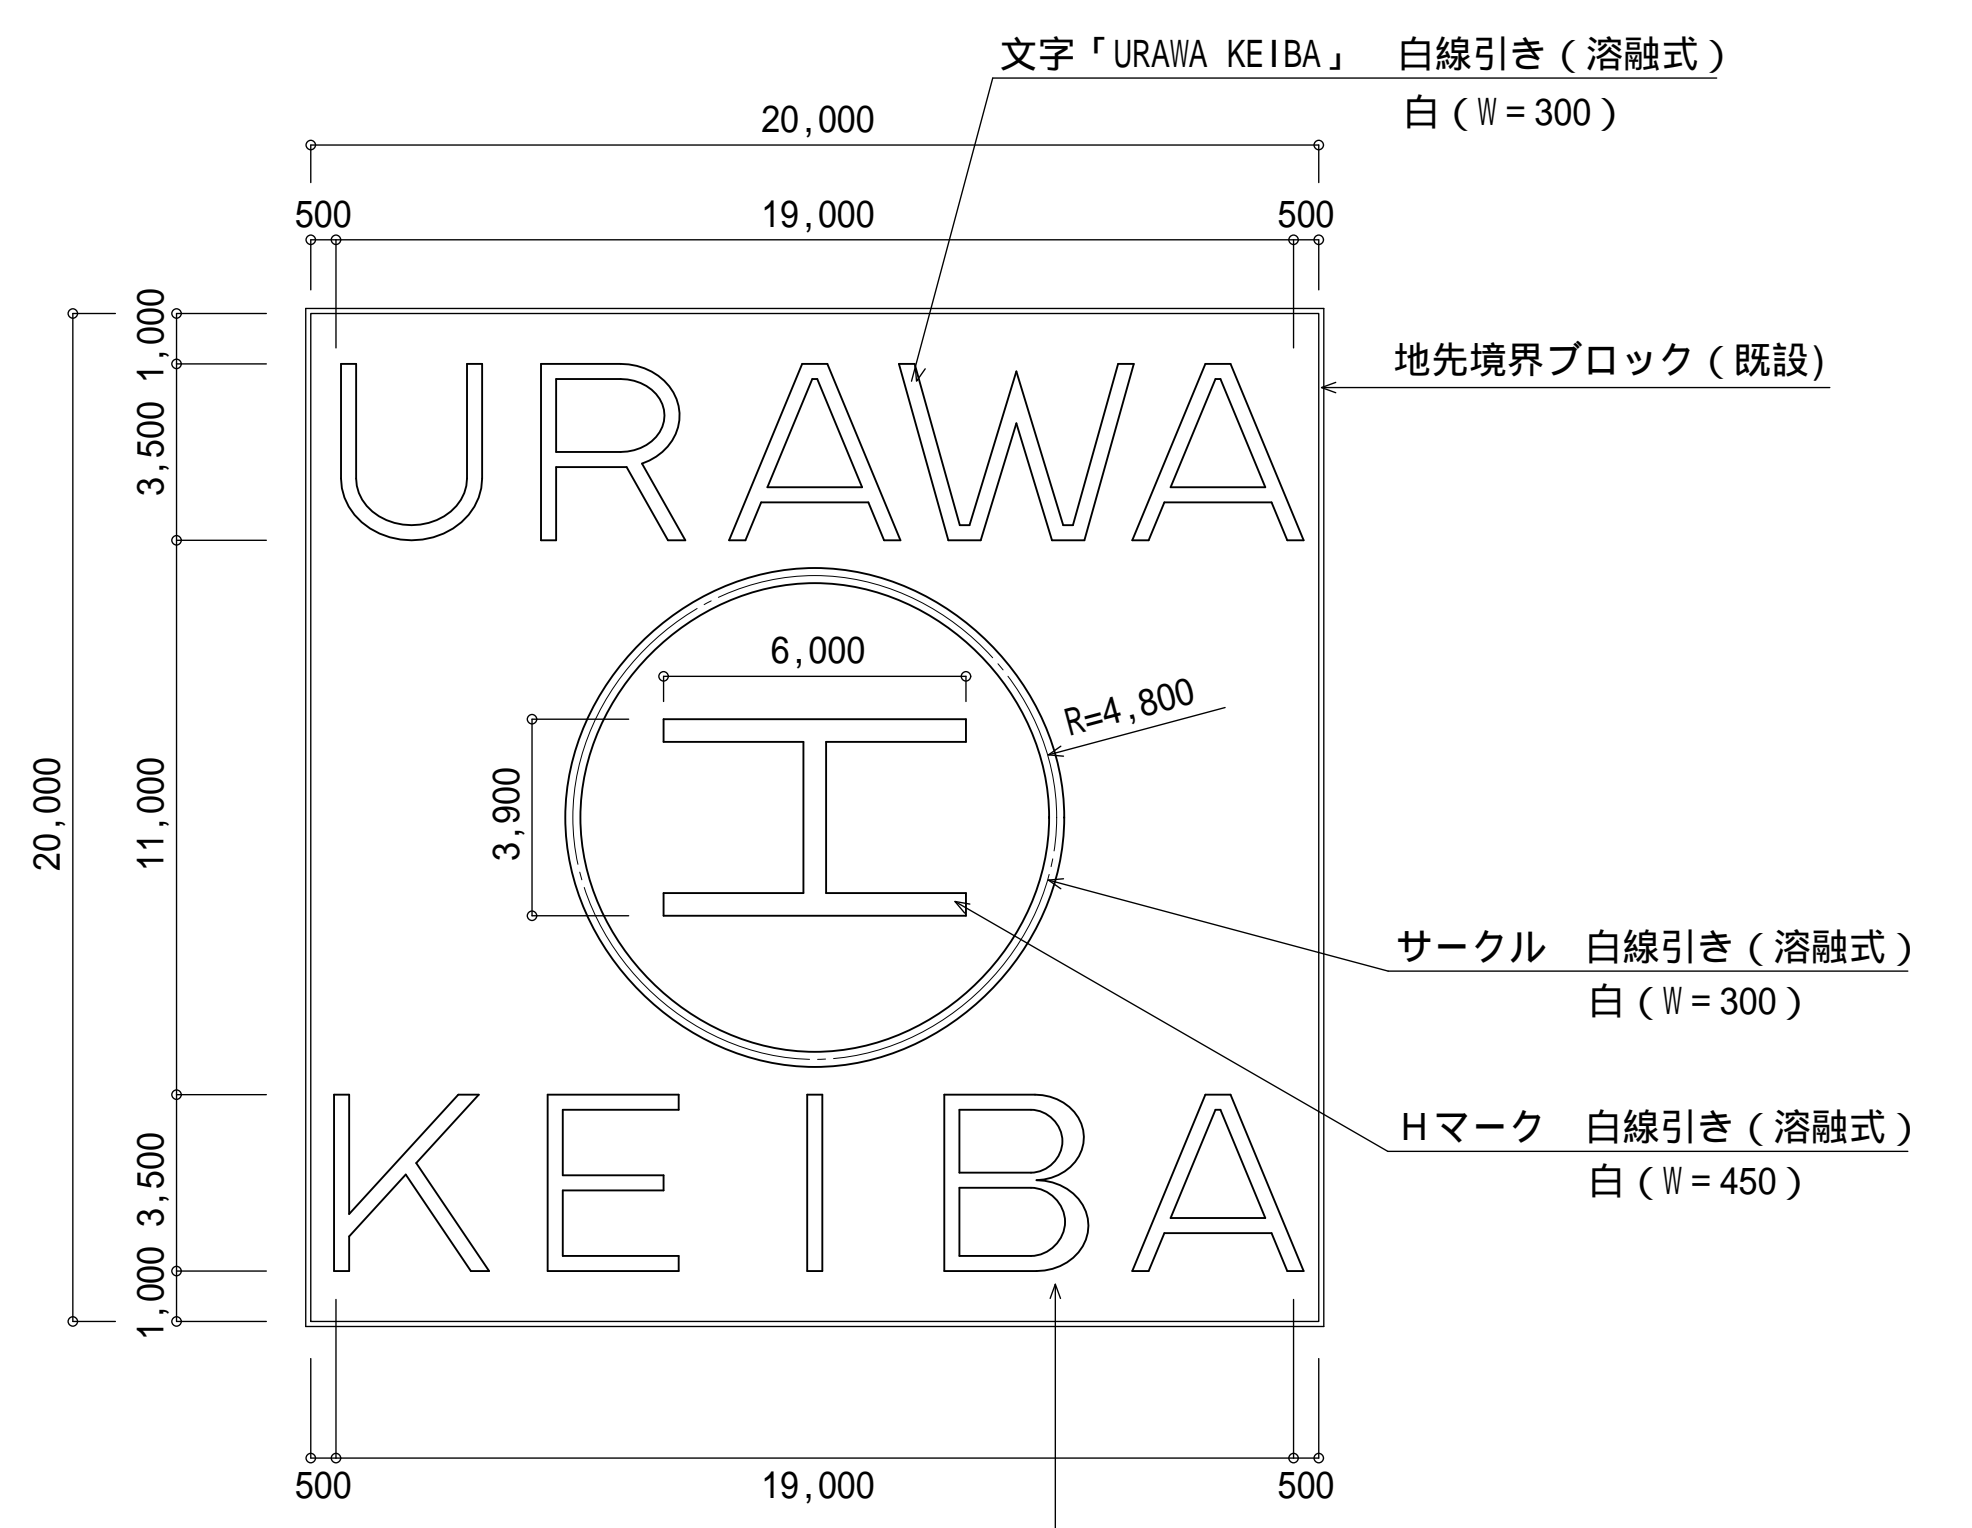 文字「URAWA KEIBA」　白線引き（溶融式）
白（W＝300）
20,000
500
19,000
500
1,000
3,500
11,000
3,500
1,000
20,000
地先境界ブロック（既設)
URAWA
6,000
3,900
R=4,800
H
サークル　白線引き（溶融式）
白（W＝300）
Hマーク　白線引き（溶融式）
白（W＝450）
KEIBA
500
19,000
500